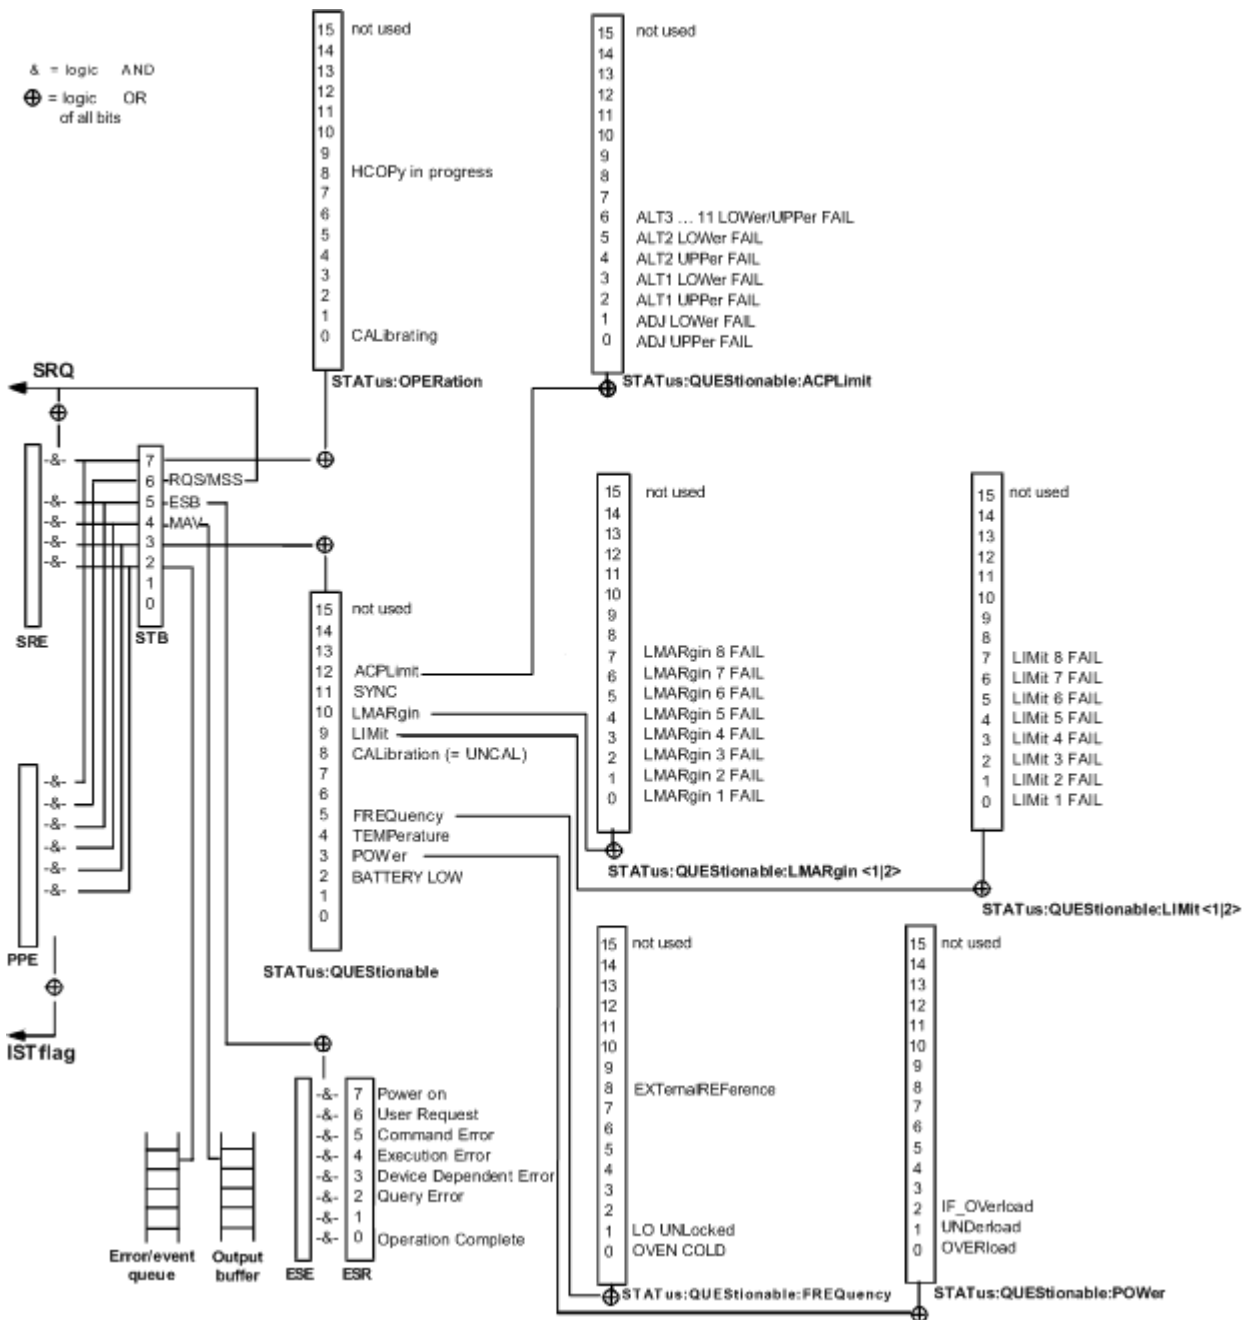 & = logic AND
⊕ = logic OR
of all bits
15 not used
14
13
12
11
10
9
8 HCOPy in progress
7
6
5
4
3
2
1
0 CALibrating
STATus:OPERation
15 not used
14
13
12
11
10
9
8
7
6 ALT3 ... 11 LOWer/UPPer FAIL
5 ALT2 LOWer FAIL
4 ALT2 UPPer FAIL
3 ALT1 LOWer FAIL
2 ALT1 UPPer FAIL
1 ADJ LOWer FAIL
0 ADJ UPPer FAIL
STATus:QUEStionable:ACPLimit
SRQ
-&-
-&-
-&-
-&-
-&-
SRE
7
6 RQS/MSS
5 ESB
4 MAV
3
2
1
0
STB
15 not used
14
13
12 ACPLimit
11 SYNC
10 LMARgin
9 LIMit
8 CALibration (= UNCAL)
7
6
5 FREQuency
4 TEMPerature
3 POWer
2 BATTERY LOW
1
0
STATus:QUEStionable
15 not used
14
13
12
11
10
9
8
7 LMARgin 8 FAIL
6 LMARgin 7 FAIL
5 LMARgin 6 FAIL
4 LMARgin 5 FAIL
3 LMARgin 4 FAIL
2 LMARgin 3 FAIL
1 LMARgin 2 FAIL
0 LMARgin 1 FAIL
STATus:QUEStionable:LMARgin <1|2>
15 not used
14
13
12
11
10
9
8
7 LIMit 8 FAIL
6 LIMit 7 FAIL
5 LIMit 6 FAIL
4 LIMit 5 FAIL
3 LIMit 4 FAIL
2 LIMit 3 FAIL
1 LIMit 2 FAIL
0 LIMit 1 FAIL
STATus:QUEStionable:LIMit <1|2>
-&-
-&-
-&-
-&-
-&-
-&-
PPE
ISTflag
-&- 7 Power on
-&- 6 User Request
-&- 5 Command Error
-&- 4 Execution Error
-&- 3 Device Dependent Error
-&- 2 Query Error
-&- 1
-&- 0 Operation Complete
ESE ESR
Error/event
queue
Output
buffer
15 not used
14
13
12
11
10
9
8 EXTernalREFerence
7
6
5
4
3
2
1 LO UNLocked
0 OVEN COLD
STATus:QUEStionable:FREQuency
15 not used
14
13
12
11
10
9
8
7
6
5
4
3
2 IF_OVerload
1 UNDerload
0 OVERload
STATus:QUEStionable:POWer